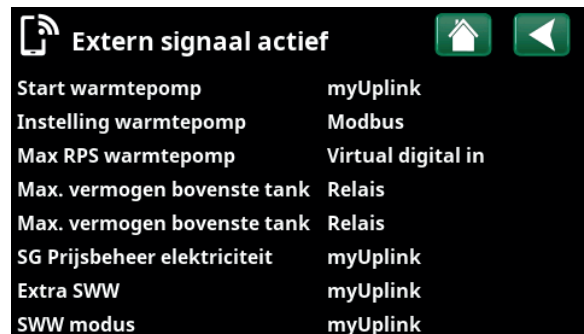 Extern signaal actief
Start warmtepomp myUplink
Instelling warmtepomp Modbus
Max RPS warmtepomp Virtual digital in
Max. vermogen bovenste tank Relais
Max. vermogen bovenste tank Relais
SG Prijsbeheer elektriciteit myUplink
Extra SWW myUplink
SWW modus myUplink